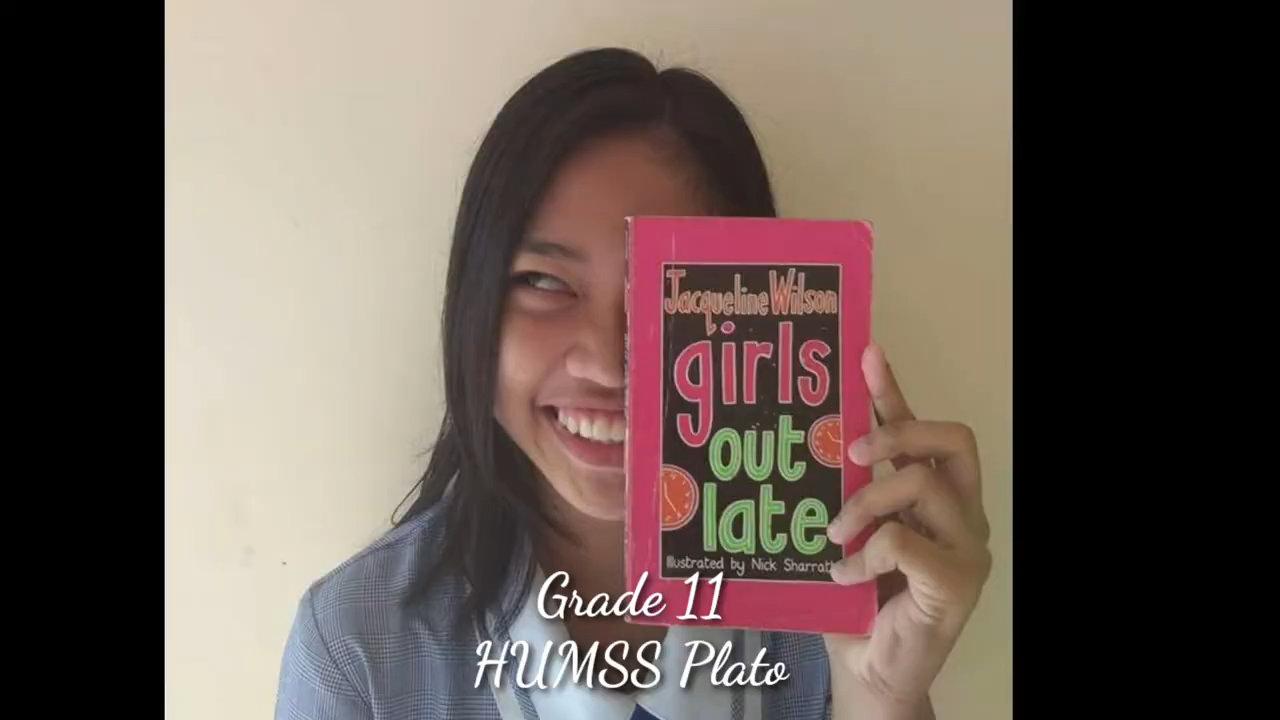 Jacqueline Wilson
girls
out
late
Illustrated by Nick Sharratt
Grade 11
HUMSS Plato